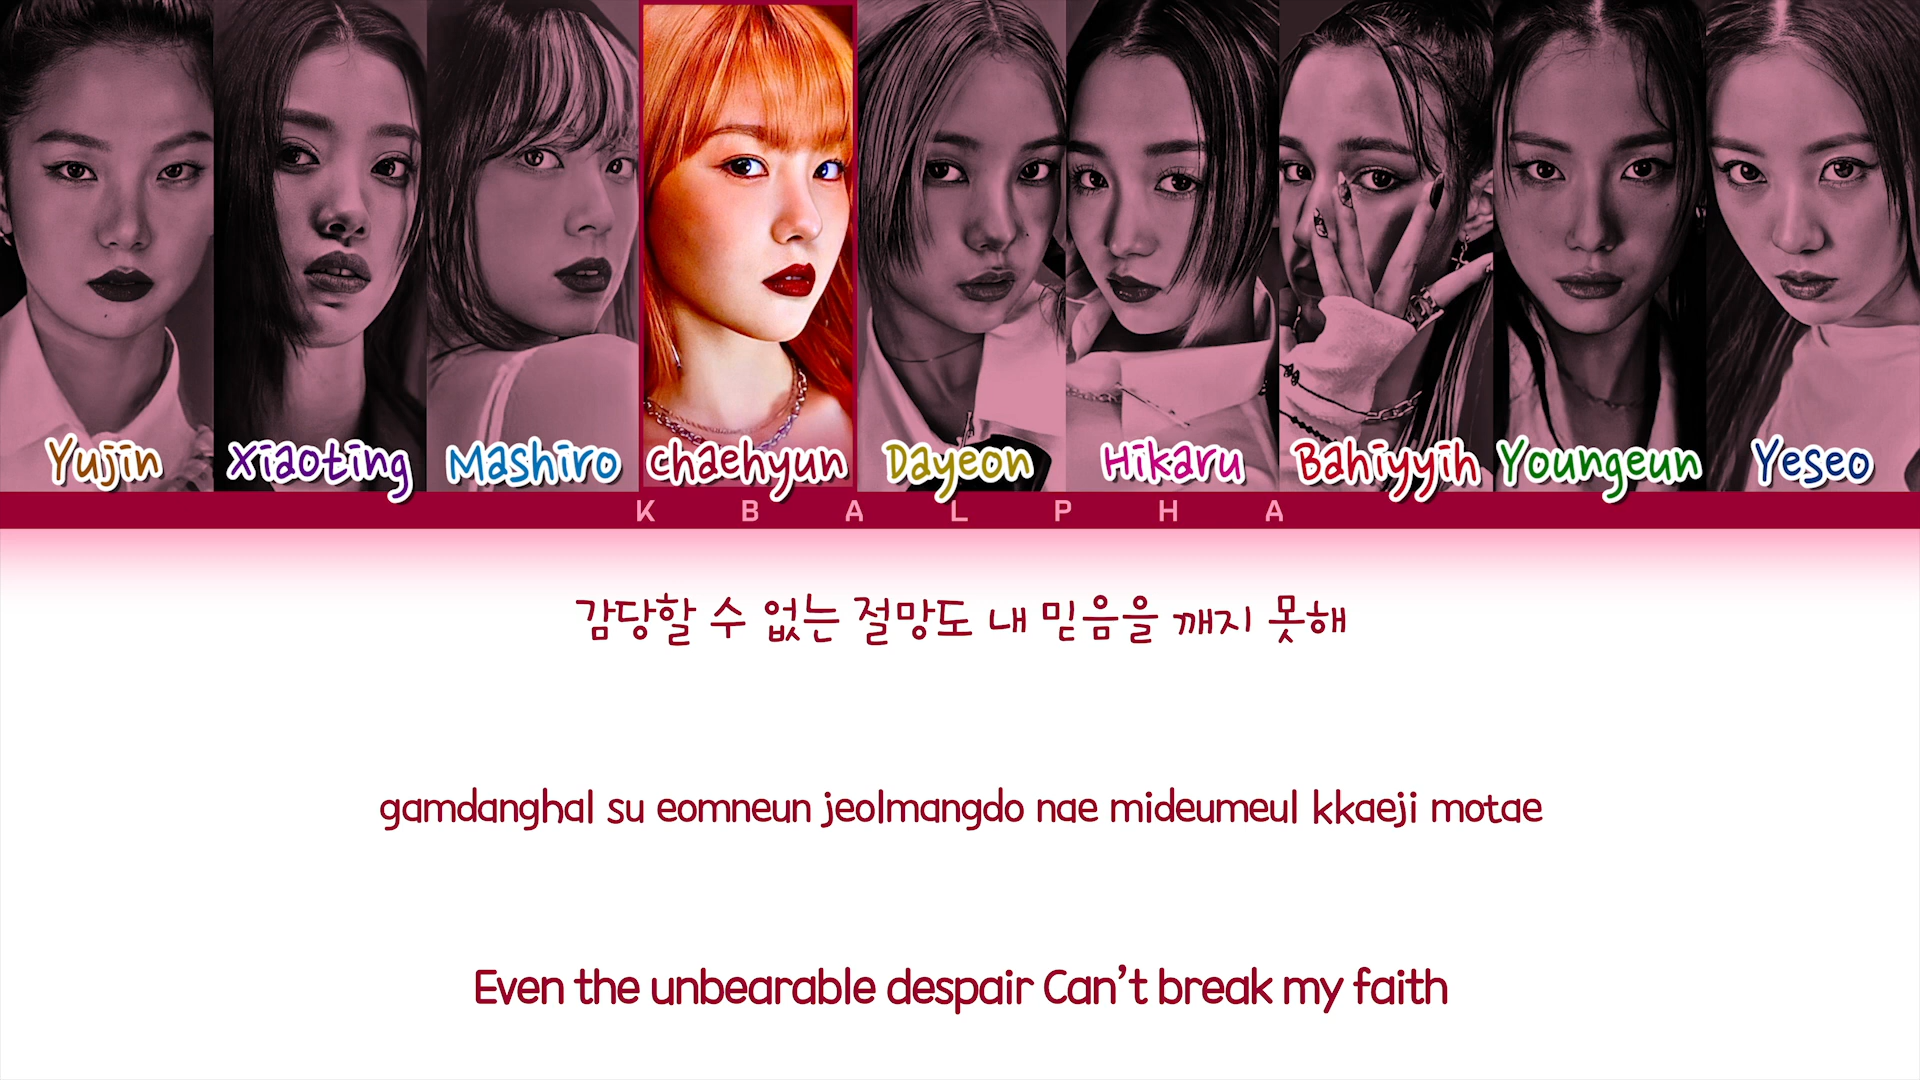 Yujin Xiaoting Mashiro chaehyun Dayeon Hikaru Bahiyyih Youngeun Yeseo
KBALPHA
감당할 수 없는 절망도 내 믿음을 깨지 못해
gamdanghal su eomneun jeolmangdo nae mideumeul kkaeji motae
Even the unbearable despair Can't break my faith